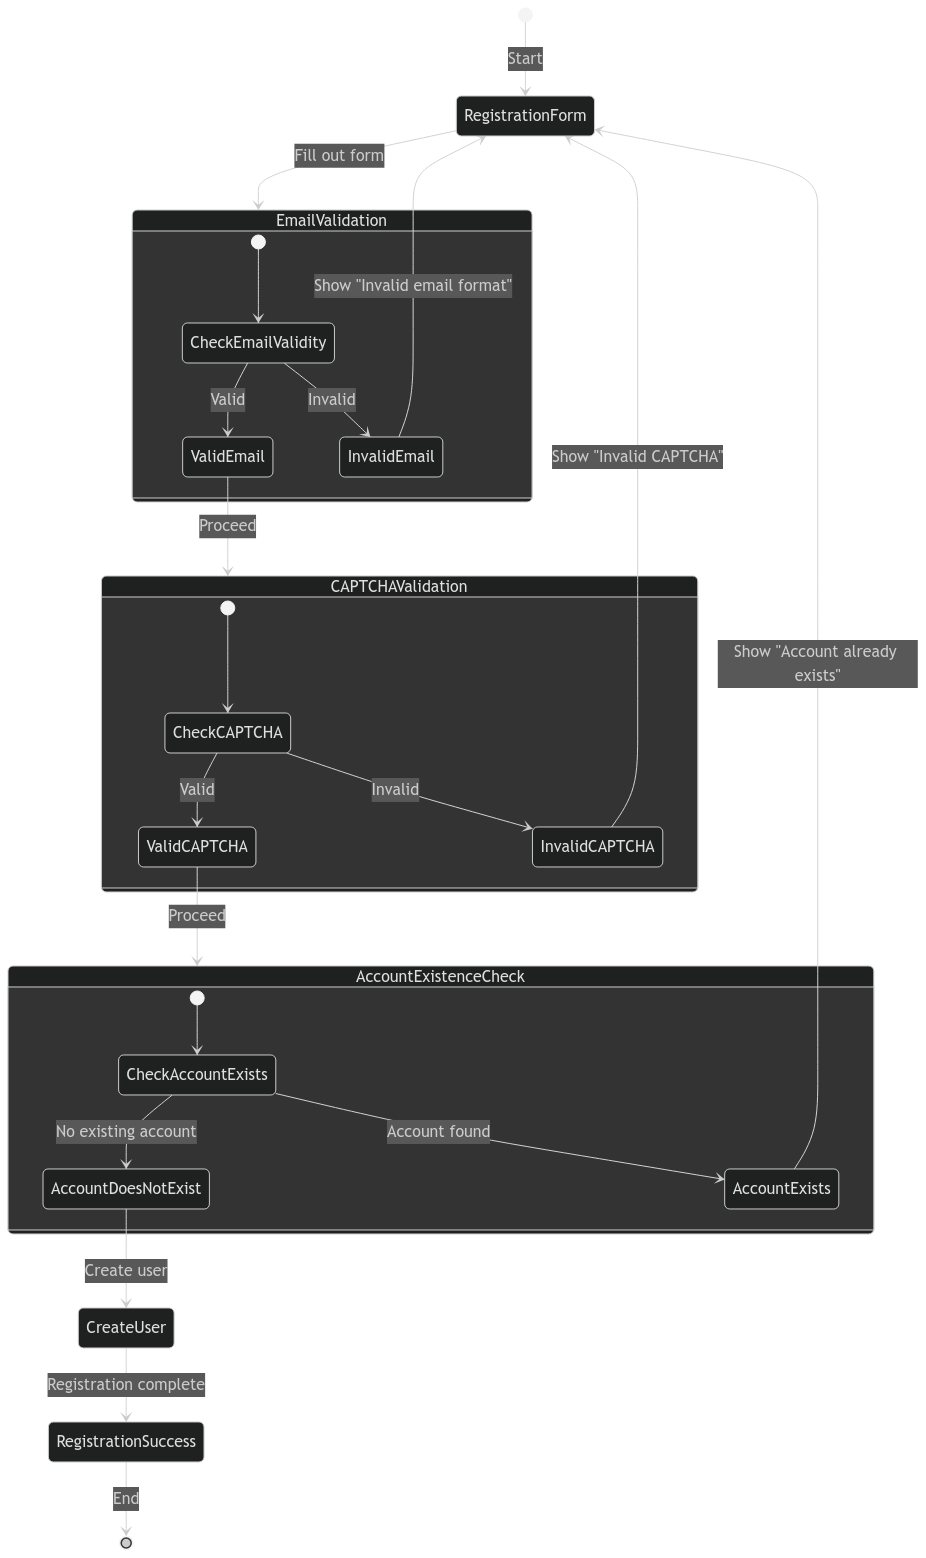 Start
RegistrationForm
Fill out form
EmailValidation
Show "Invalid email format"
CheckEmailValidity
Valid
Invalid
ValidEmail
InvalidEmail
Show "Invalid CAPTCHA"
Proceed
CAPTCHAValidation
Show "Account already
exists"
CheckCAPTCHA
Valid
Invalid
ValidCAPTCHA
InvalidCAPTCHA
Proceed
AccountExistenceCheck
CheckAccountExists
No existing account
Account found
AccountDoesNotExist
AccountExists
Create user
CreateUser
Registration complete
RegistrationSuccess
End